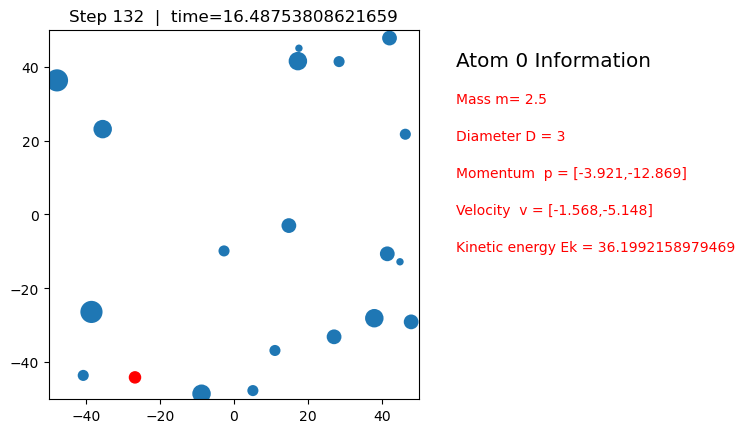 Step 132 | time=16.48753808621659
Atom 0 Information
Mass m= 2.5
Diameter D = 3
Momentum p = [-3.921,-12.869]
Velocity v = [-1.568,-5.148]
Kinetic energy Ek = 36.1992158979469
40
20
0
−20
−40
−40 −20 0 20 40